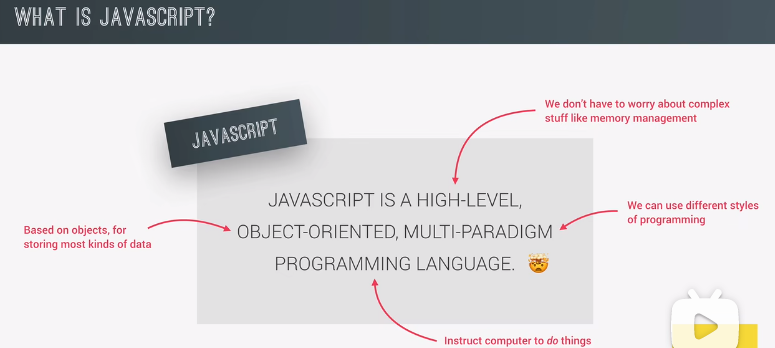 WHAT IS JAVASCRIPT?
We don't have to worry about complex
stuff like memory management
JAVASCRIPT
JAVASCRIPT IS A HIGH-LEVEL,
OBJECT-ORIENTED, MULTI-PARADIGM
PROGRAMMING LANGUAGE. 🤯
We can use different styles
of programming
Based on objects, for
storing most kinds of data
Instruct computer to do things